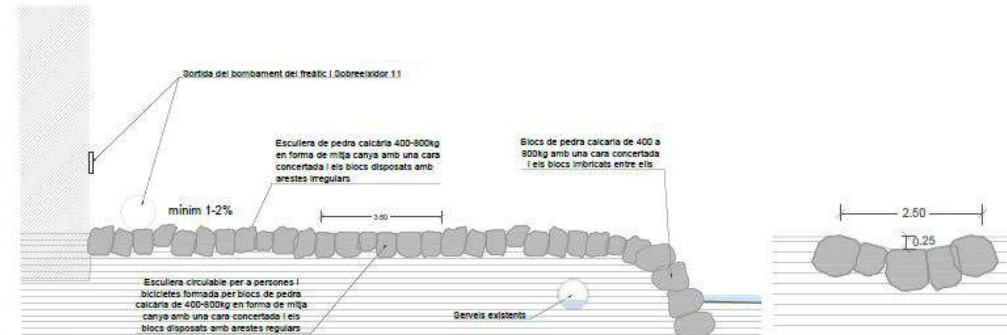 Sortida del bombament del freàtic i Sobreeixidor 11
Escullera de pedra calcària 400-800kg
en forma de mitja canya amb una cara
concertada i els blocs disposats amb
arestes irregulars
Blocs de pedra calcaria de 400 a
800kg amb una cara concertada
i els blocs imbricats entre ells
mínim 1-2%
3.50
2.50
0.25
Escullera circulable per a persones i
bicicletes formada per blocs de pedra
calcària de 400-800kg en forma de mitja
canya amb una cara concertada i els
blocs disposats amb arestes regulars
Serveis existents